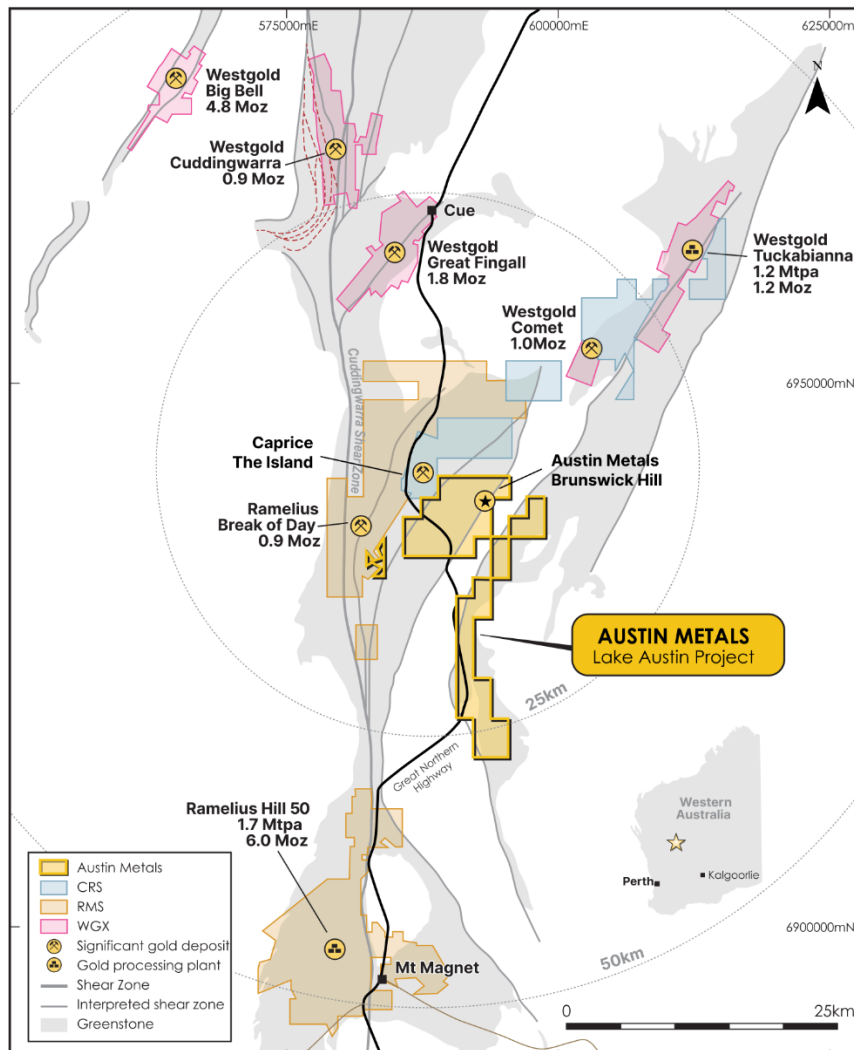 575000mE
600000mE
625000mE
N
Westgold
Big Bell
4.8 Moz
Westgold
Cuddingwarra
0.9 Moz
Cue
Westgold
Great Fingall
1.8 Moz
Westgold
Tuckabianna
1.2 Mtpa
1.2 Moz
Westgold
Comet
1.0Moz
6950000mN
Cuddingwarra Shear Zone
Caprice
The Island
Austin Metals
Brunswick Hill
Ramelius
Break of Day
0.9 Moz
AUSTIN METALS
Lake Austin Project
25km
Great Northern
Highway
Western
Australia
Perth
Kalgoorlie
Ramelius Hill 50
1.7 Mtpa
6.0 Moz
Austin Metals
CRS
RMS
WGX
Significant gold deposit
Gold processing plant
Shear Zone
Interpreted shear zone
Greenstone
6900000mN
50km
Mt Magnet
0
25km